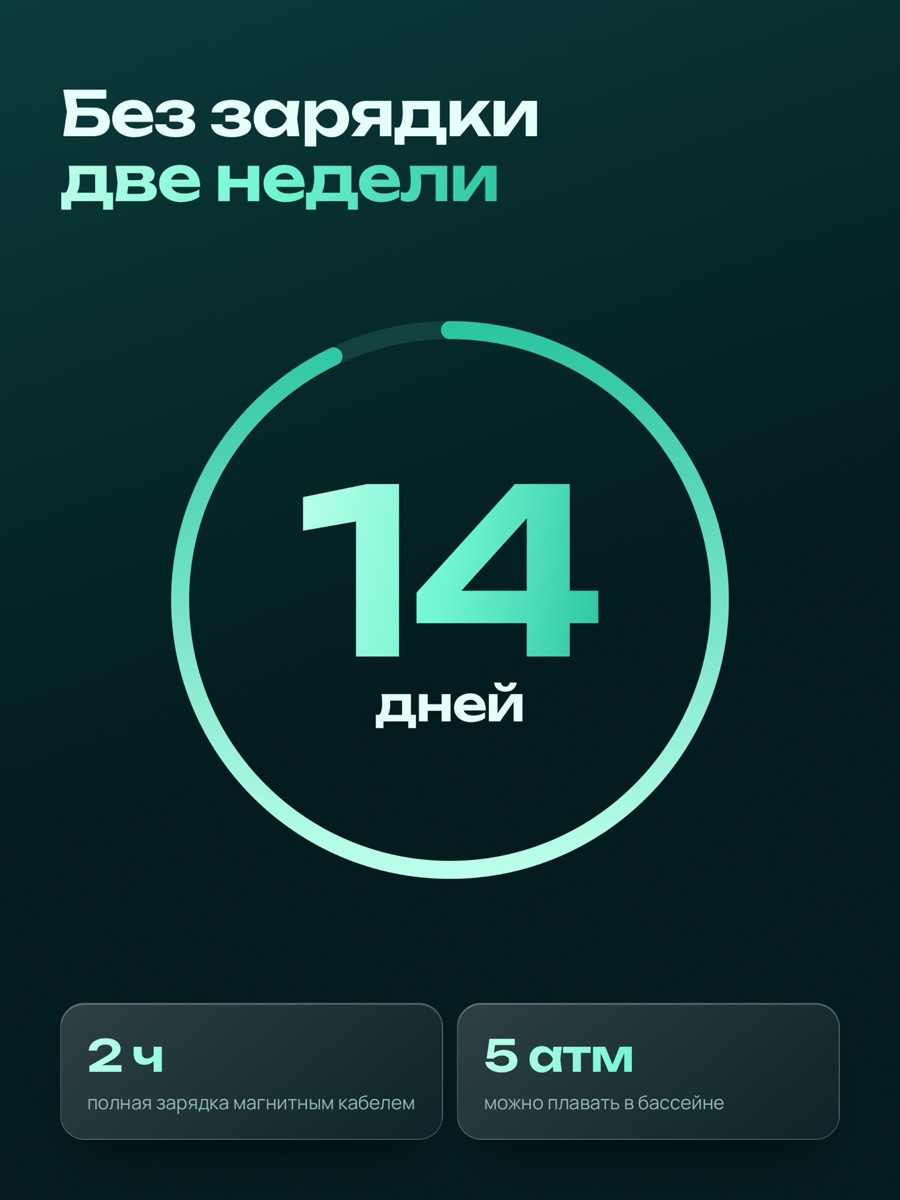 Без зарядки
две недели
14
дней
2 ч
полная зарядка магнитным кабелем
5 атм
можно плавать в бассейне